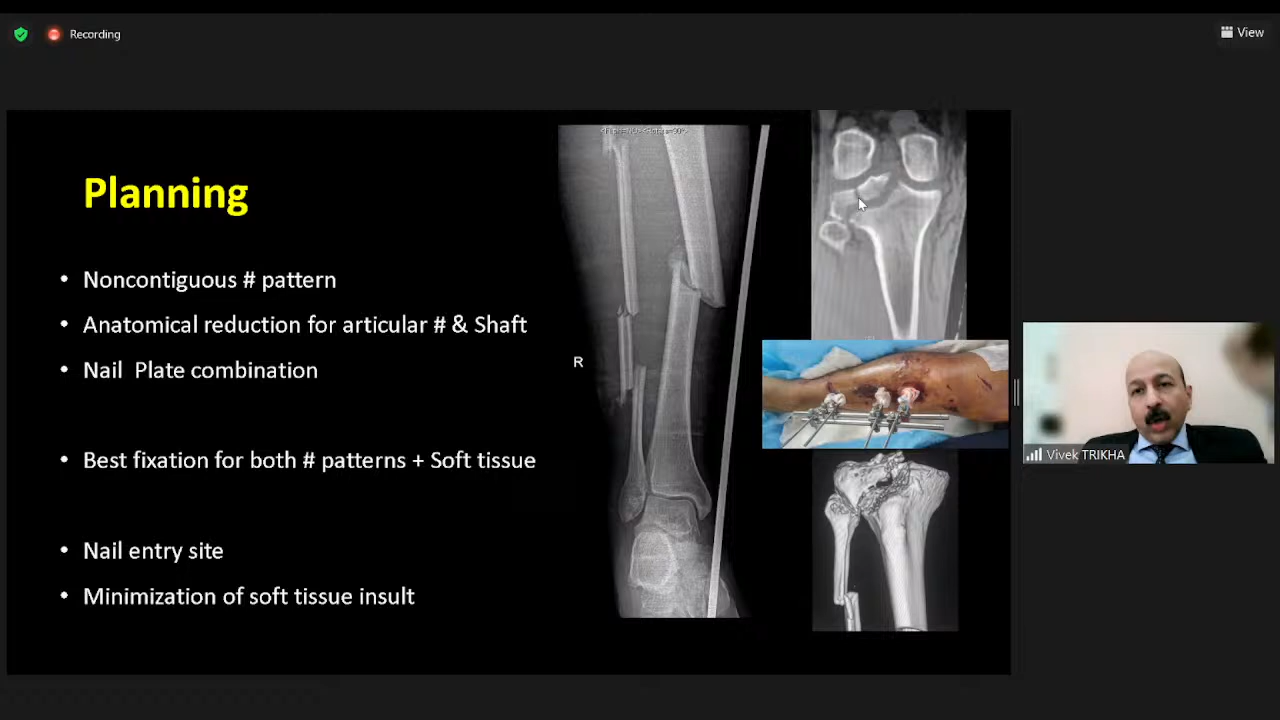 Recording
View
Planning
• Noncontiguous # pattern
• Anatomical reduction for articular # & Shaft
• Nail Plate combination
• Best fixation for both # patterns + Soft tissue
• Nail entry site
• Minimization of soft tissue insult
R
Vivek TRIKHA